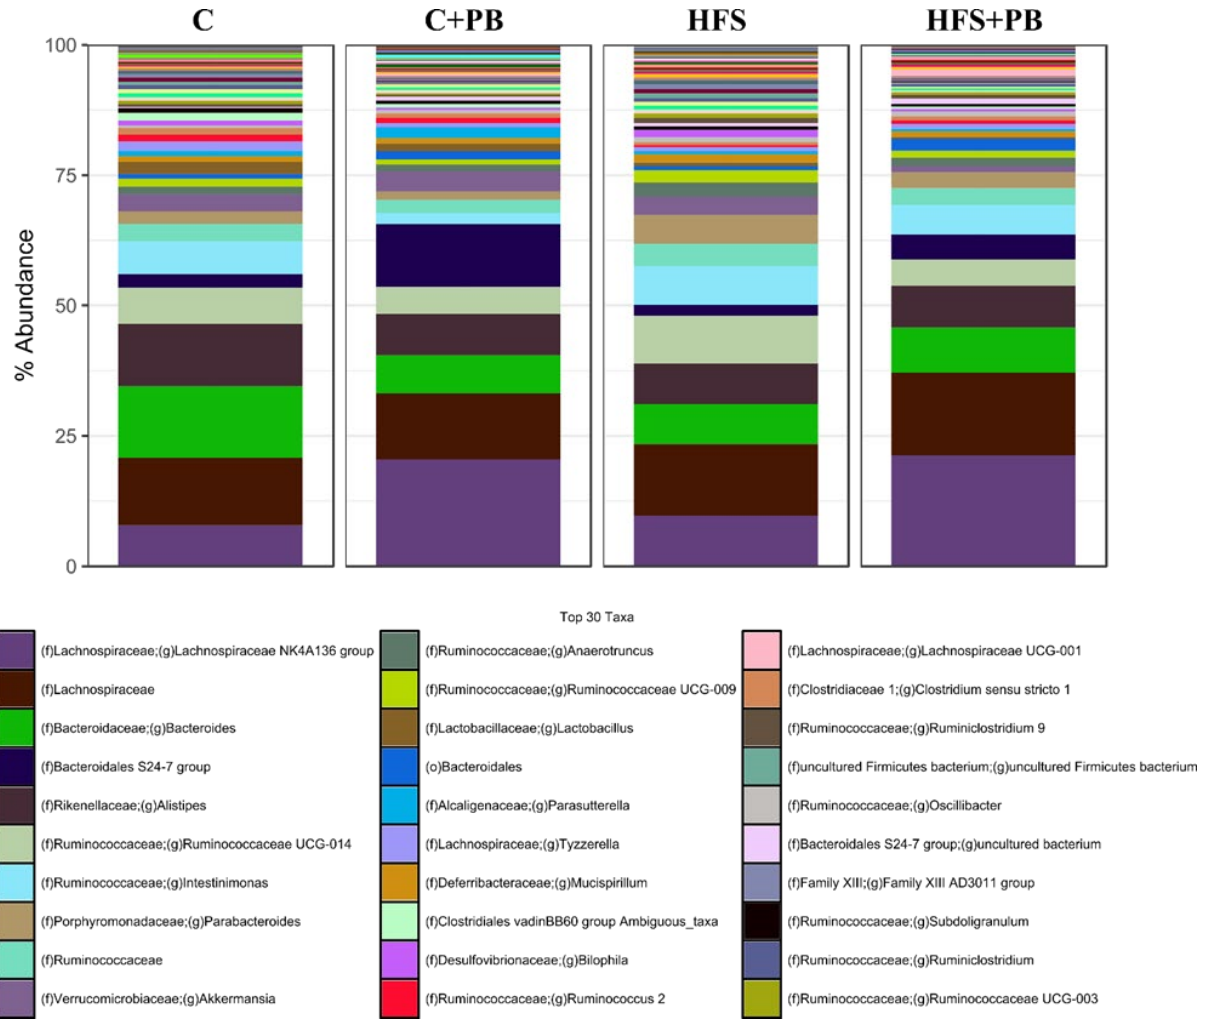 C C+PB HFS HFS+PB
100
75
50
25
0
% Abundance
Top 30 Taxa
(f)Lachnospiraceae;(g)Lachnospiraceae NK4A136 group
(f)Lachnospiraceae
(f)Bacteroidaceae;(g)Bacteroides
(f)Bacteroidales S24-7 group
(f)Rikenellaceae;(g)Alistipes
(f)Ruminococcaceae;(g)Ruminococcaceae UCG-014
(f)Ruminococcaceae;(g)Intestinimonas
(f)Porphyromonadaceae;(g)Parabacteroides
(f)Ruminococcaceae
(f)Verrucomicrobiaceae;(g)Akkermansia
(f)Ruminococcaceae;(g)Anaerotruncus
(f)Ruminococcaceae;(g)Ruminococcaceae UCG-009
(f)Lactobacillaceae;(g)Lactobacillus
(o)Bacteroidales
(f)Alcaligenaceae;(g)Parasutterella
(f)Lachnospiraceae;(g)Tyzzerella
(f)Deferribacteraceae;(g)Mucispirillum
(f)Clostridiales vadinBB60 group Ambiguous_taxa
(f)Desulfovibrionaceae;(g)Bilophila
(f)Ruminococcaceae;(g)Ruminococcus 2
(f)Lachnospiraceae;(g)Lachnospiraceae UCG-001
(f)Clostridiaceae 1;(g)Clostridium sensu stricto 1
(f)Ruminococcaceae;(g)Ruminiclostridium 9
(f)uncultured Firmicutes bacterium;(g)uncultured Firmicutes bacterium
(f)Ruminococcaceae;(g)Oscillibacter
(f)Bacteroidales S24-7 group;(g)uncultured bacterium
(f)Family XIII;(g)Family XIII AD3011 group
(f)Ruminococcaceae;(g)Subdoligranulum
(f)Ruminococcaceae;(g)Ruminiclostridium
(f)Ruminococcaceae;(g)Ruminococcaceae UCG-003